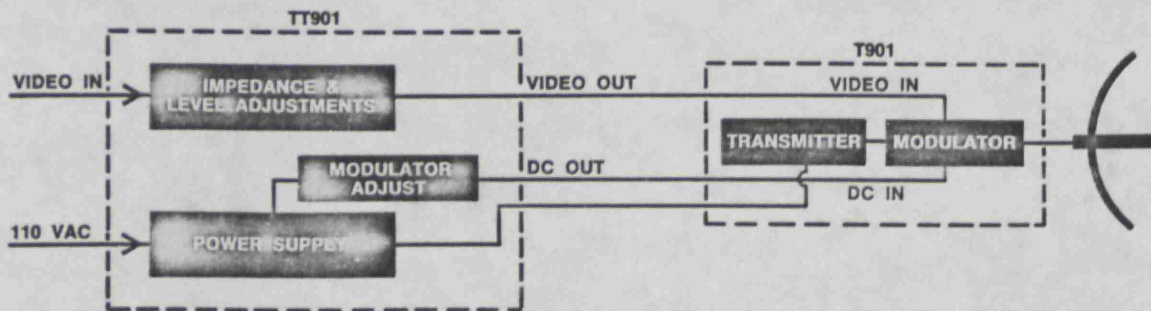 TT901
T901
VIDEO IN
IMPEDANCE &
LEVEL ADJUSTMENTS
VIDEO OUT
VIDEO IN
TRANSMITTER
MODULATOR
MODULATOR
ADJUST
DC OUT
DC IN
110 VAC
POWER SUPPLY